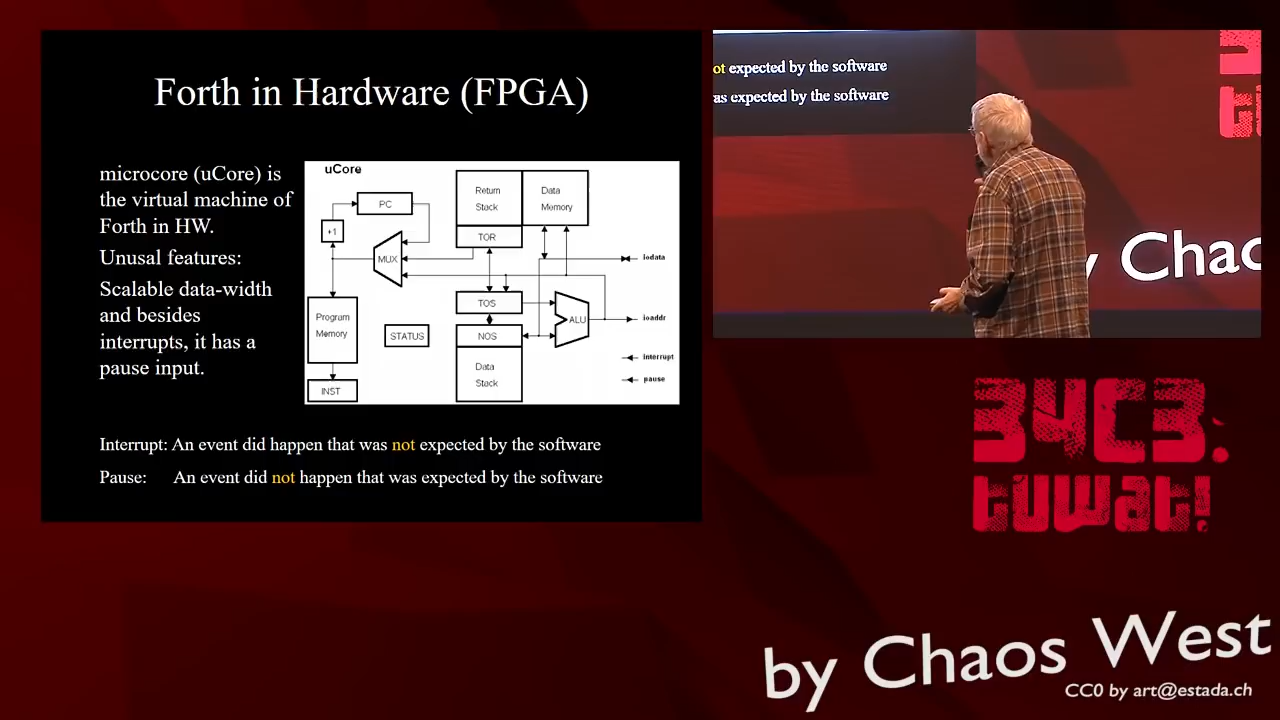 Forth in Hardware (FPGA)
microcore (uCore) is
the virtual machine of
Forth in HW.
Unusal features:
Scalable data-width
and besides
interrupts, it has a
pause input.
uCore
PC
+1
MUX
Program
Memory
INST
STATUS
Return
Stack
TOR
Data
Memory
TOS
NOS
Data
Stack
ALU
iodata
ioaddr
interrupt
pause
Interrupt: An event did happen that was not expected by the software
Pause: An event did not happen that was expected by the software
ot expected by the software
as expected by the software
y Chao
34C3:
tuwat!
by Chaos West
CC0 by art@estada.ch